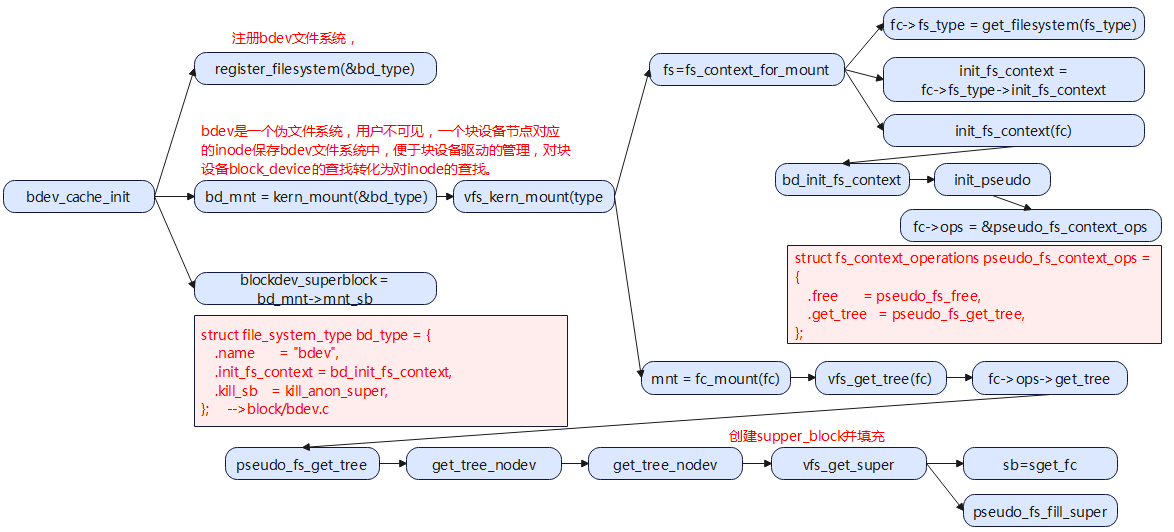 注册bdev文件系统，
register_filesystem(&bd_type)
bdev是一个伪文件系统，用户不可见，一个块设备节点对应
的inode保存bdev文件系统中，便于块设备驱动的管理，对块
设备block_device的查找转化为对inode的查找。
bdev_cache_init
bd_mnt = kern_mount(&bd_type)
vfs_kern_mount(type
blockdev_superblock =
bd_mnt->mnt_sb
struct file_system_type bd_type = {
.name = "bdev",
.init_fs_context = bd_init_fs_context,
.kill_sb = kill_anon_super,
}; -->block/bdev.c
fs=fs_context_for_mount
fc->fs_type = get_filesystem(fs_type)
init_fs_context =
fc->fs_type->init_fs_context
init_fs_context(fc)
bd_init_fs_context
init_pseudo
fc->ops = &pseudo_fs_context_ops
struct fs_context_operations pseudo_fs_context_ops =
{
.free = pseudo_fs_free,
.get_tree = pseudo_fs_get_tree,
};
mnt = fc_mount(fc)
vfs_get_tree(fc)
fc->ops->get_tree
创建supper_block并填充
pseudo_fs_get_tree
get_tree_nodev
get_tree_nodev
vfs_get_super
sb=sget_fc
pseudo_fs_fill_super